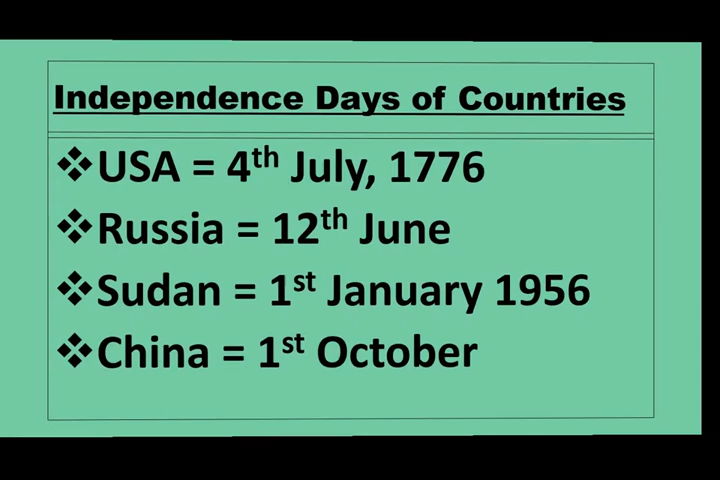 Independence Days of Countries
❖USA = 4th July, 1776
❖Russia = 12th June
❖Sudan = 1st January 1956
❖China = 1st October